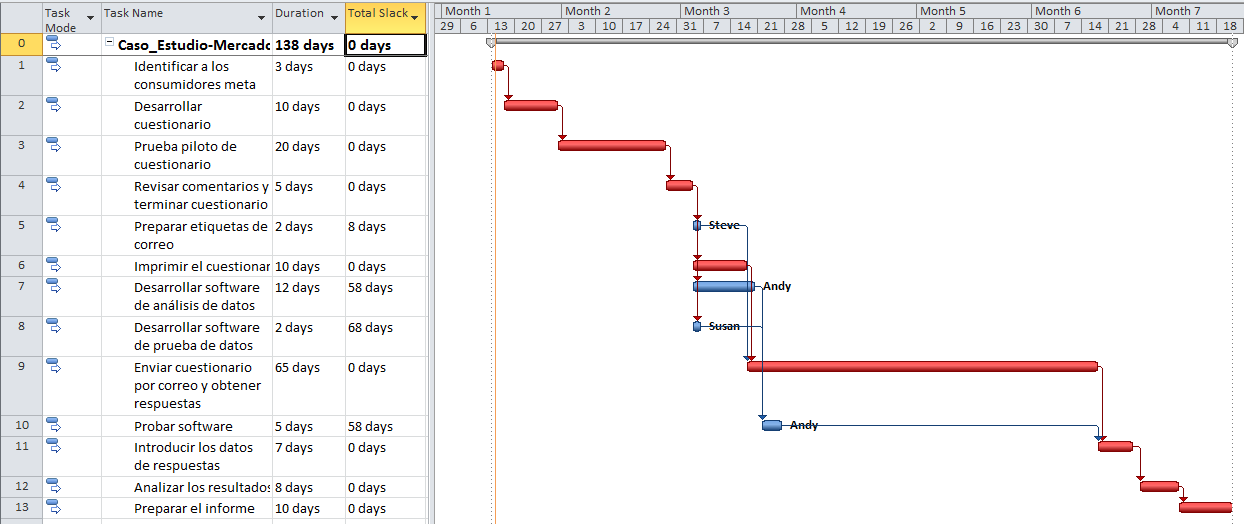 Task Mode Task Name Duration Total Slack Month 1 Month 2 Month 3 Month 4 Month 5 Month 6 Month 7
29 6 13 20 27 3 10 17 24 31 7 14 21 28 5 12 19 26 2 9 16 23 30 7 14 21 28 4 11 18
0 Caso_Estudio-Mercado 138 days 0 days
1 Identificar a los 3 days 0 days
consumidores meta
2 Desarrollar 10 days 0 days
cuestionario
3 Prueba piloto de 20 days 0 days
cuestionario
4 Revisar comentarios y 5 days 0 days
terminar cuestionario
5 Preparar etiquetas de 2 days 8 days Steve
correo
6 Imprimir el cuestionar 10 days 0 days
7 Desarrollar software 12 days 58 days Andy
de análisis de datos
8 Desarrollar software 2 days 68 days Susan
de prueba de datos
9 Enviar cuestionario 65 days 0 days
por correo y obtener
respuestas
10 Probar software 5 days 58 days Andy
11 Introducir los datos 7 days 0 days
de respuestas
12 Analizar los resultados 8 days 0 days
13 Preparar el informe 10 days 0 days